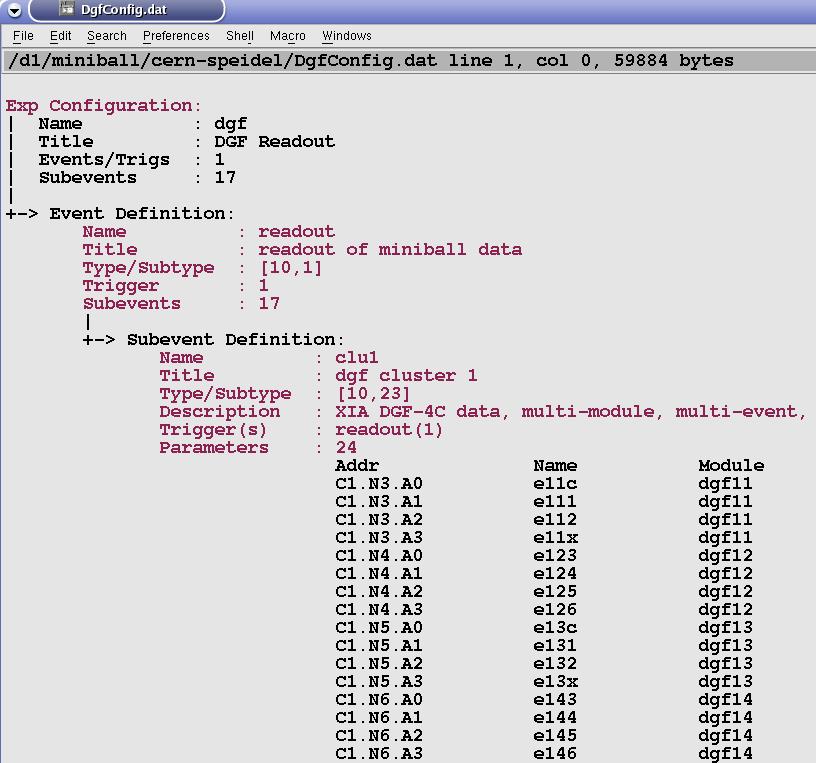 DgfConfig.dat
File Edit Search Preferences Shell Macro Windows
/d1/miniball/cern-speidel/DgfConfig.dat line 1, col 0, 59884 bytes
Exp Configuration:
|  Name          : dgf
|  Title         : DGF Readout
|  Events/Trigs  : 1
|  Subevents     : 17
|
+-> Event Definition:
       Name          : readout
       Title         : readout of miniball data
       Type/Subtype  : [10,1]
       Trigger       : 1
       Subevents     : 17
       |
       +-> Subevent Definition:
              Name          : clu1
              Title         : dgf cluster 1
              Type/Subtype  : [10,23]
              Description   : XIA DGF-4C data, multi-module, multi-event,
              Trigger(s)    : readout(1)
              Parameters    : 24
                              Addr              Name           Module
                              C1.N3.A0          e11c           dgf11
                              C1.N3.A1          e111           dgf11
                              C1.N3.A2          e112           dgf11
                              C1.N3.A3          e11x           dgf11
                              C1.N4.A0          e123           dgf12
                              C1.N4.A1          e124           dgf12
                              C1.N4.A2          e125           dgf12
                              C1.N4.A3          e126           dgf12
                              C1.N5.A0          e13c           dgf13
                              C1.N5.A1          e131           dgf13
                              C1.N5.A2          e132           dgf13
                              C1.N5.A3          e13x           dgf13
                              C1.N6.A0          e143           dgf14
                              C1.N6.A1          e144           dgf14
                              C1.N6.A2          e145           dgf14
                              C1.N6.A3          e146           dgf14